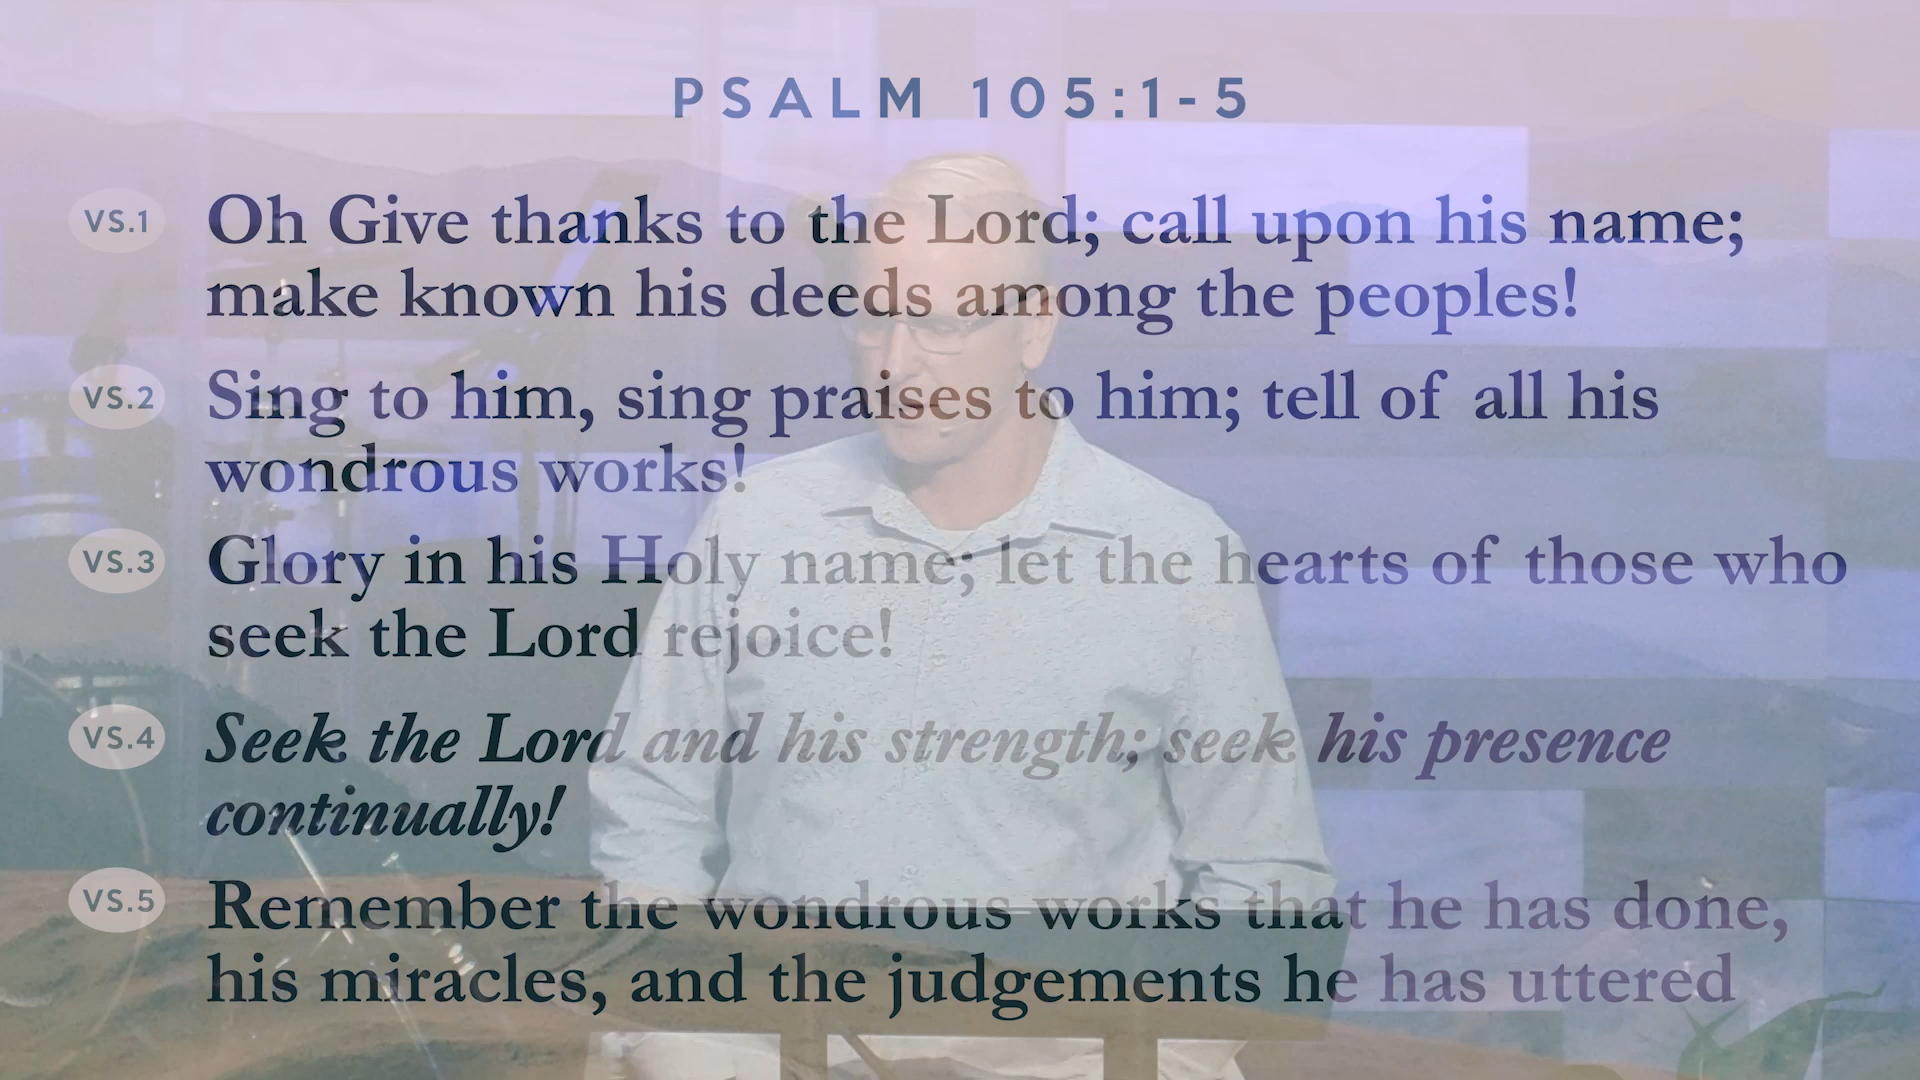 PSALM 105:1-5
VS.1 Oh Give thanks to the Lord; call upon his name;
make known his deeds among the peoples!
VS.2 Sing to him, sing praises to him; tell of all his
wondrous works!
VS.3 Glory in his Holy name; let the hearts of those who
seek the Lord rejoice!
VS.4 Seek the Lord and his strength; seek his presence
continually!
VS.5 Remember the wondrous works that he has done,
his miracles, and the judgements he has uttered